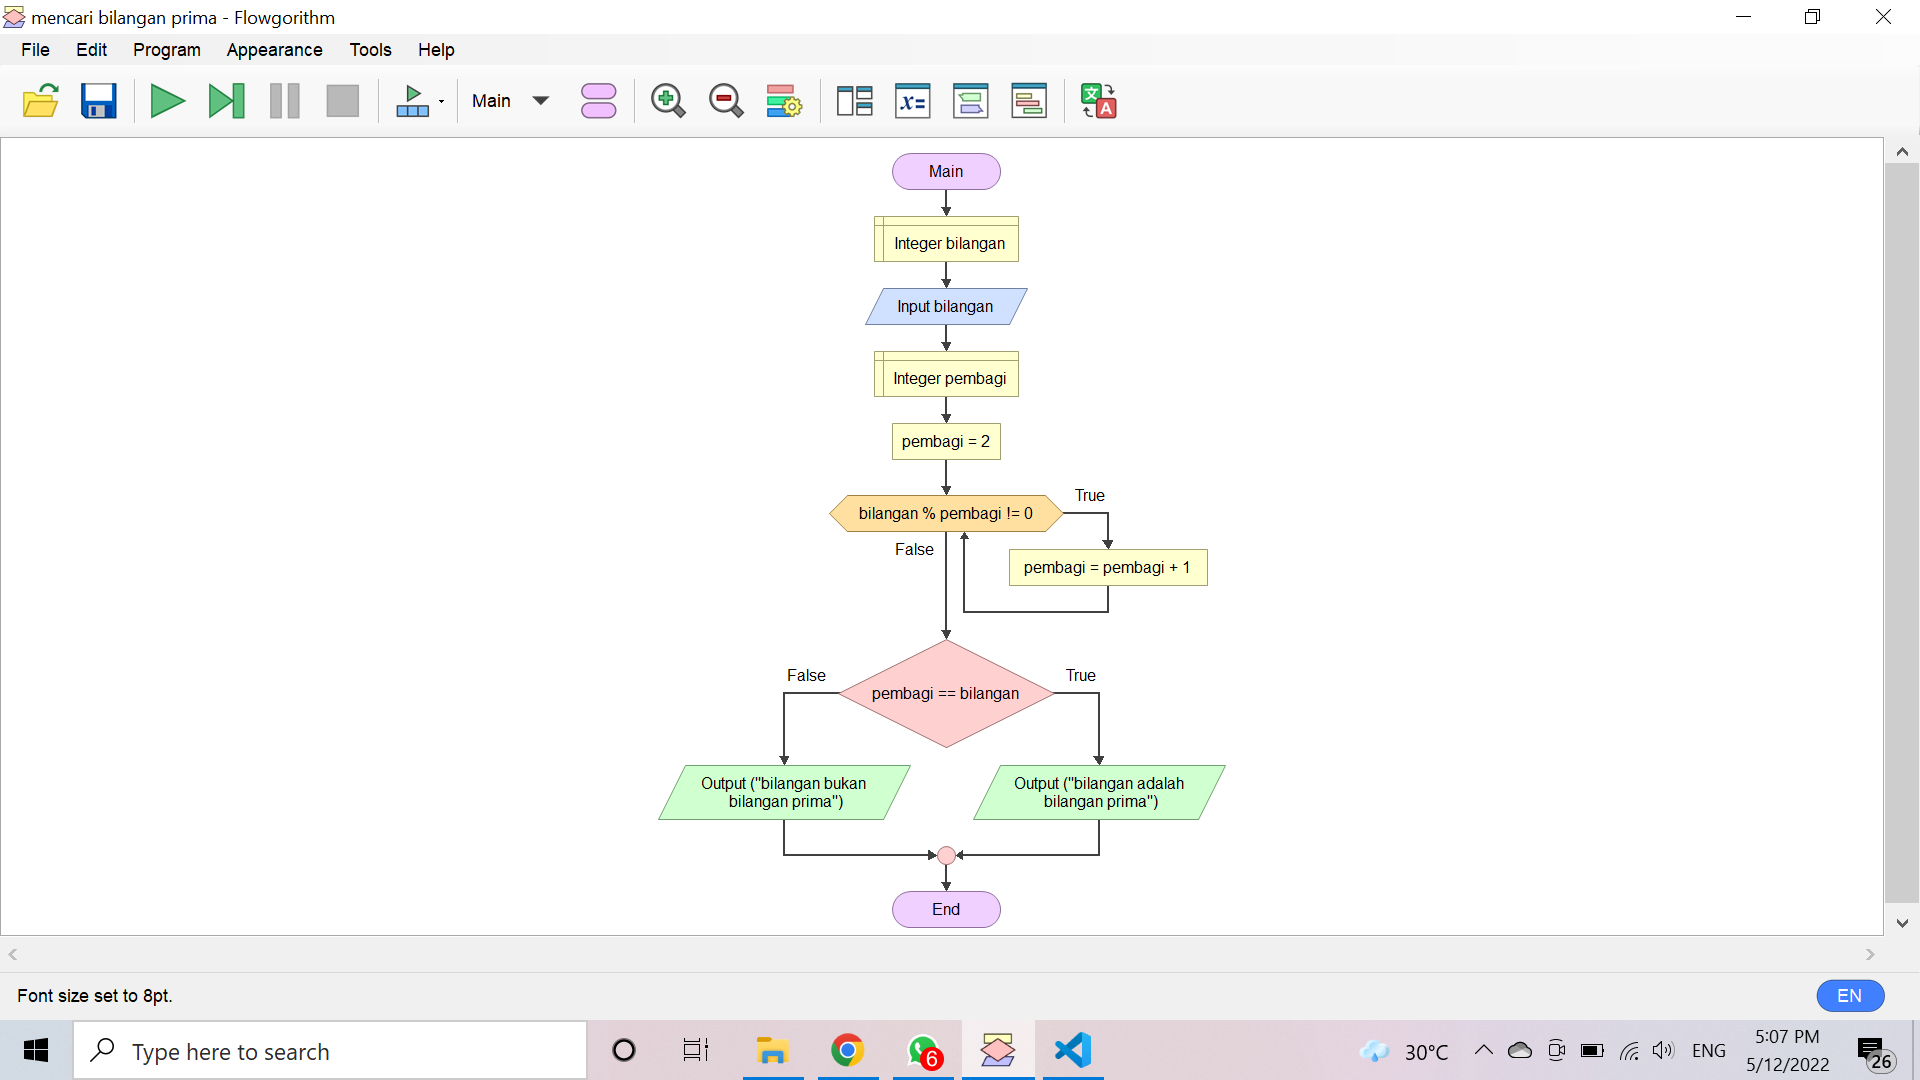 mencari bilangan prima - Flowgorithm
File Edit Program Appearance Tools Help
Main
x=
A
Main
Integer bilangan
Input bilangan
Integer pembagi
pembagi = 2
bilangan % pembagi != 0
True
False
pembagi = pembagi + 1
False
True
pembagi == bilangan
Output ("bilangan bukan
bilangan prima")
Output ("bilangan adalah
bilangan prima")
End
Font size set to 8pt.
EN
Type here to search
6
30°C
ENG
5:07 PM
5/12/2022
26